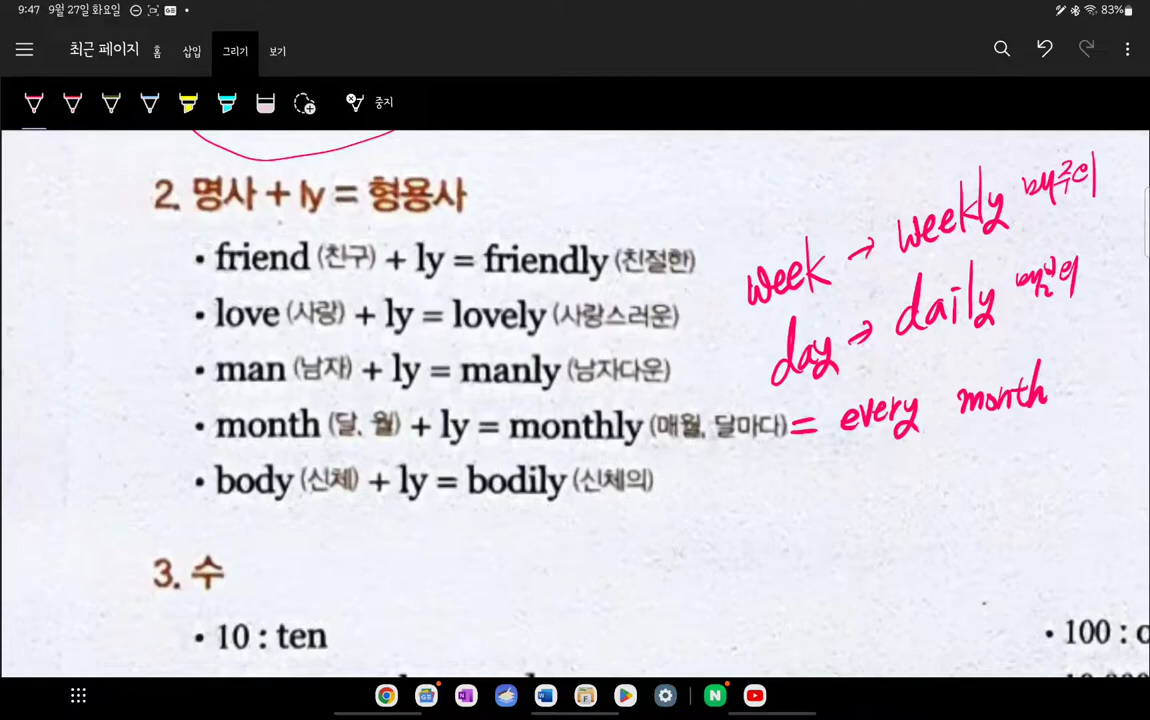 9:47 9월 27일 화요일 83%
최근 페이지 홈 삽입 그리기 보기
중지
2. 명사 + ly = 형용사
• friend (친구) + ly = friendly (친절한)
• love (사랑) + ly = lovely (사랑스러운)
• man (남자) + ly = manly (남자다운)
• month (달, 월) + ly = monthly (매월, 달마다) = every month
• body (신체) + ly = bodily (신체의)
week → weekly 매주의
day → daily 매일의
3. 수
• 10 : ten
• 100 :